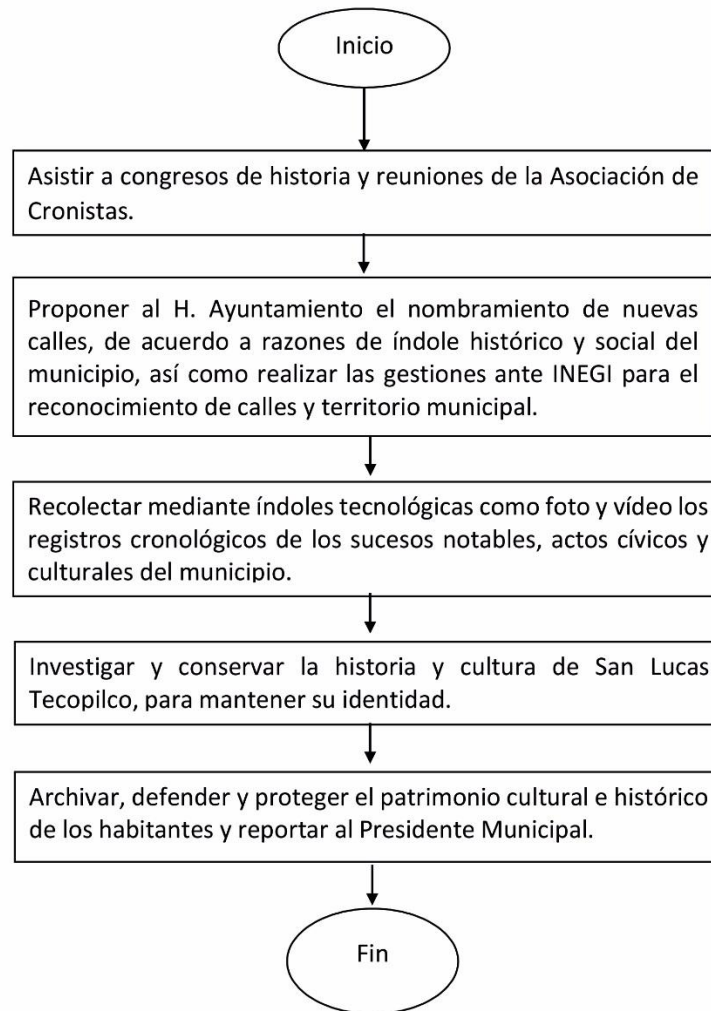 Inicio
Asistir a congresos de historia y reuniones de la Asociación de
Cronistas.
Proponer al H. Ayuntamiento el nombramiento de nuevas
calles, de acuerdo a razones de índole histórico y social del
municipio, así como realizar las gestiones ante INEGI para el
reconocimiento de calles y territorio municipal.
Recolectar mediante índoles tecnológicas como foto y vídeo los
registros cronológicos de los sucesos notables, actos cívicos y
culturales del municipio.
Investigar y conservar la historia y cultura de San Lucas
Tecopilco, para mantener su identidad.
Archivar, defender y proteger el patrimonio cultural e histórico
de los habitantes y reportar al Presidente Municipal.
Fin